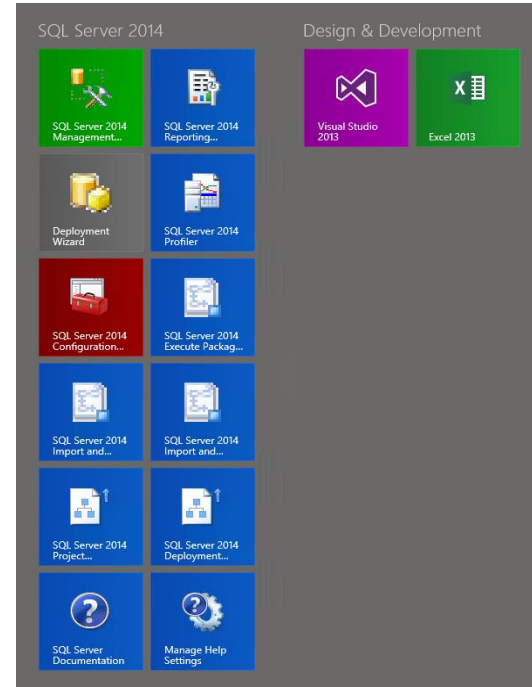 SQL Server 2014
Design & Development
SQL Server 2014
Management...
SQL Server 2014
Reporting...
Visual Studio
2013
Excel 2013
Deployment
Wizard
SQL Server 2014
Profiler
SQL Server 2014
Configuration...
SQL Server 2014
Execute Packag...
SQL Server 2014
Import and...
SQL Server 2014
Import and...
SQL Server 2014
Project...
SQL Server 2014
Deployment...
SQL Server
Documentation
Manage Help
Settings